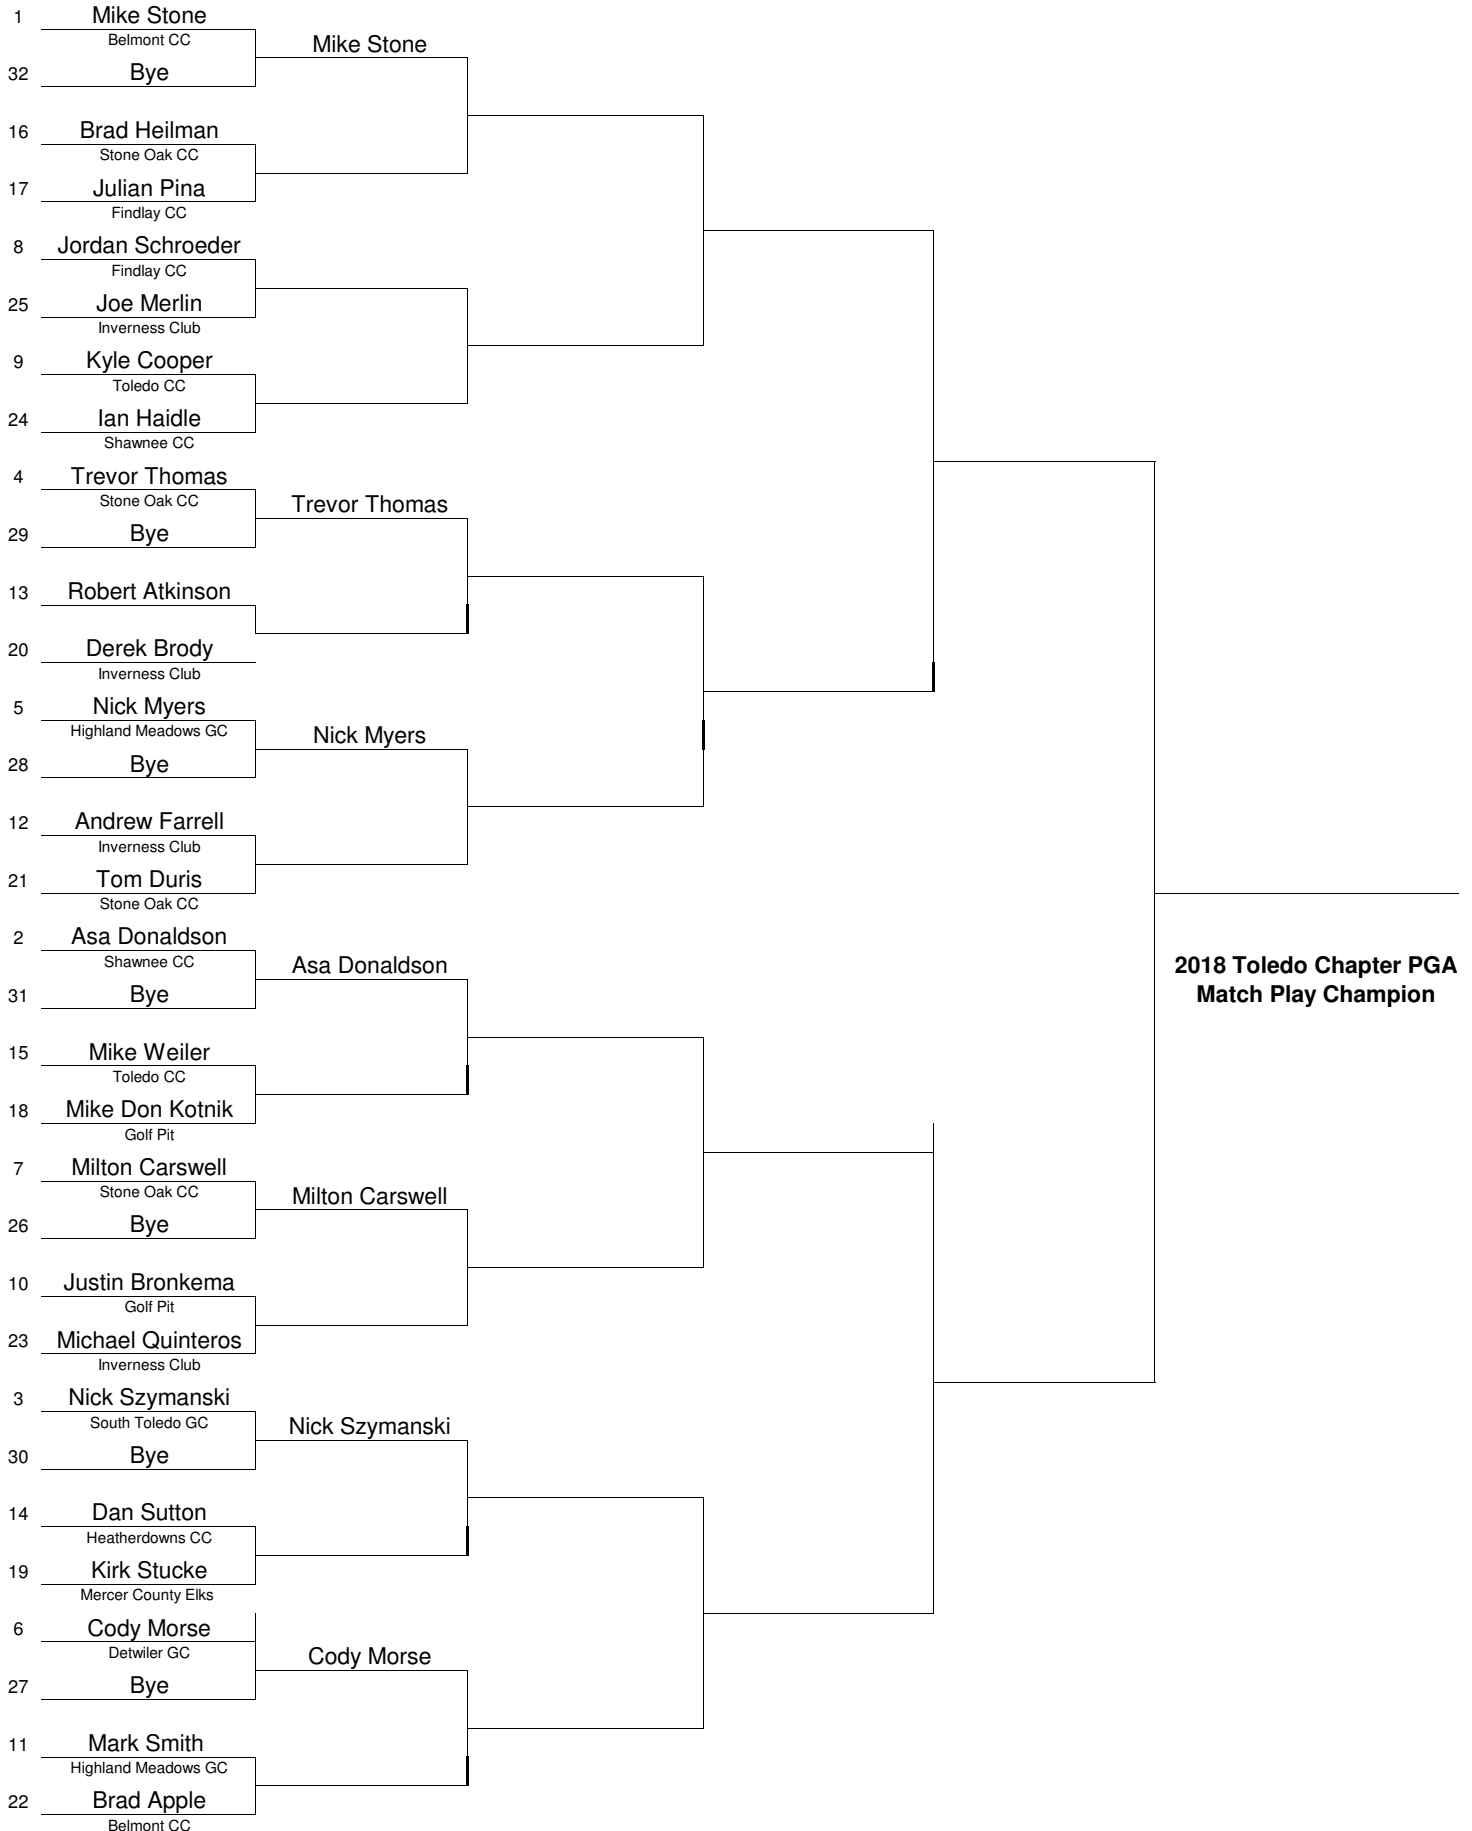 1 Mike Stone
Belmont CC
Mike Stone
32 Bye
16 Brad Heilman
Stone Oak CC
17 Julian Pina
Findlay CC
8 Jordan Schroeder
Findlay CC
25 Joe Merlin
Inverness Club
9 Kyle Cooper
Toledo CC
24 Ian Haidle
Shawnee CC
4 Trevor Thomas
Stone Oak CC
Trevor Thomas
29 Bye
13 Robert Atkinson
20 Derek Brody
Inverness Club
5 Nick Myers
Highland Meadows GC
Nick Myers
28 Bye
12 Andrew Farrell
Inverness Club
21 Tom Duris
Stone Oak CC
2 Asa Donaldson
Shawnee CC
Asa Donaldson
2018 Toledo Chapter PGA
Match Play Champion
31 Bye
15 Mike Weiler
Toledo CC
18 Mike Don Kotnik
Golf Pit
7 Milton Carswell
Stone Oak CC
Milton Carswell
26 Bye
10 Justin Bronkema
Golf Pit
23 Michael Quinteros
Inverness Club
3 Nick Szymanski
South Toledo GC
Nick Szymanski
30 Bye
14 Dan Sutton
Heatherdowns CC
19 Kirk Stucke
Mercer County Elks
6 Cody Morse
Detwiler GC
Cody Morse
27 Bye
11 Mark Smith
Highland Meadows GC
22 Brad Apple
Belmont CC